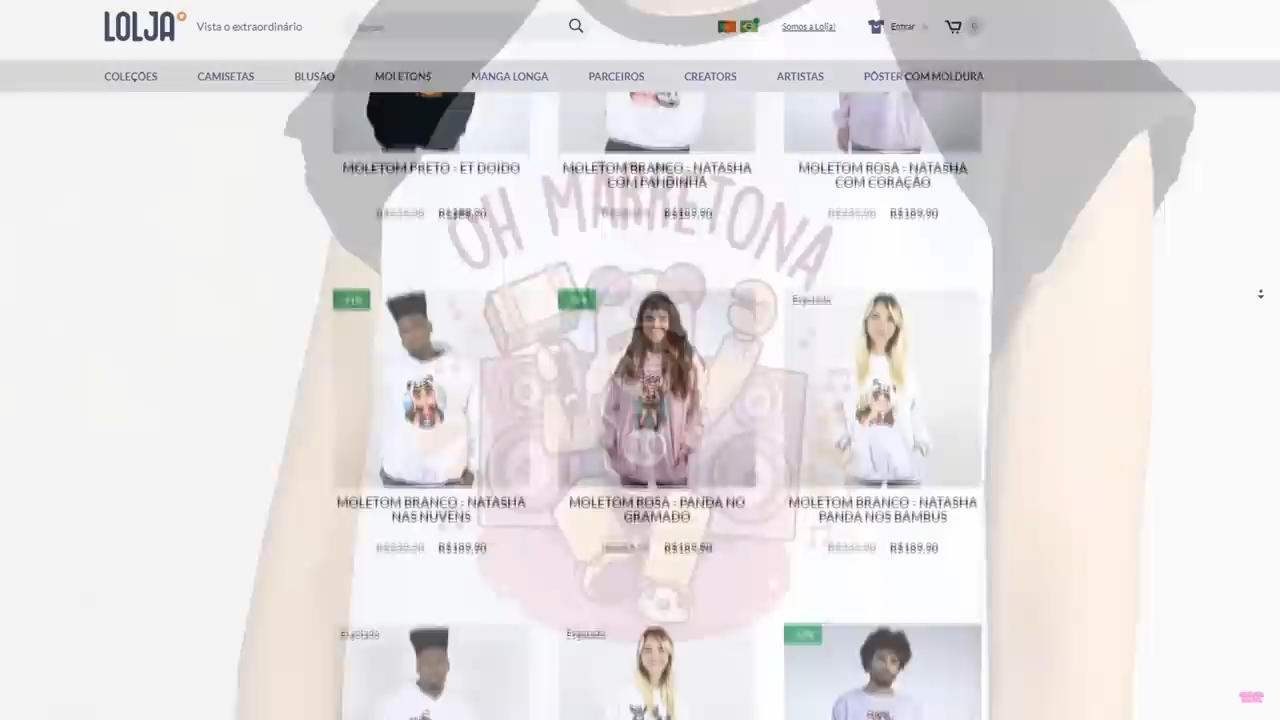 LOLJA
Vista o extraordinário
Somos a Lolja!
Entrar
0
COLEÇÕES
CAMISETAS
BLUSÃO
MOLETONS
MANGA LONGA
PARCEIROS
CREATORS
ARTISTAS
PÔSTER COM MOLDURA
MOLETOM PRETO - ET DOIDO
MOLETOM BRANCO - NATASHA
COM PANDINHA
MOLETOM ROSA - NATASHA
COM CORAÇÃO
R$189,90
R$189,90
OH MARRETONA
Esgotado
MOLETOM BRANCO - NATASHA
NAS NUVENS
MOLETOM ROSA - PANDA NO
GRAMADO
MOLETOM BRANCO - NATASHA
PANDA NOS BAMBUS
R$189,90
R$189,90
R$189,90
Esgotado
Esgotado